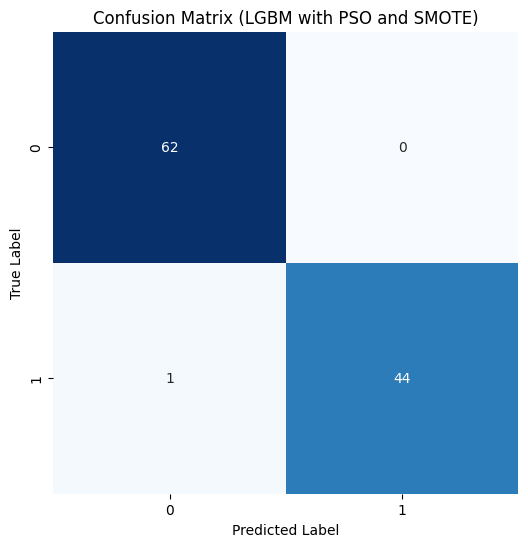 Confusion Matrix (LGBM with PSO and SMOTE)
True Label
0
62
0
1
1
44
0
1
Predicted Label